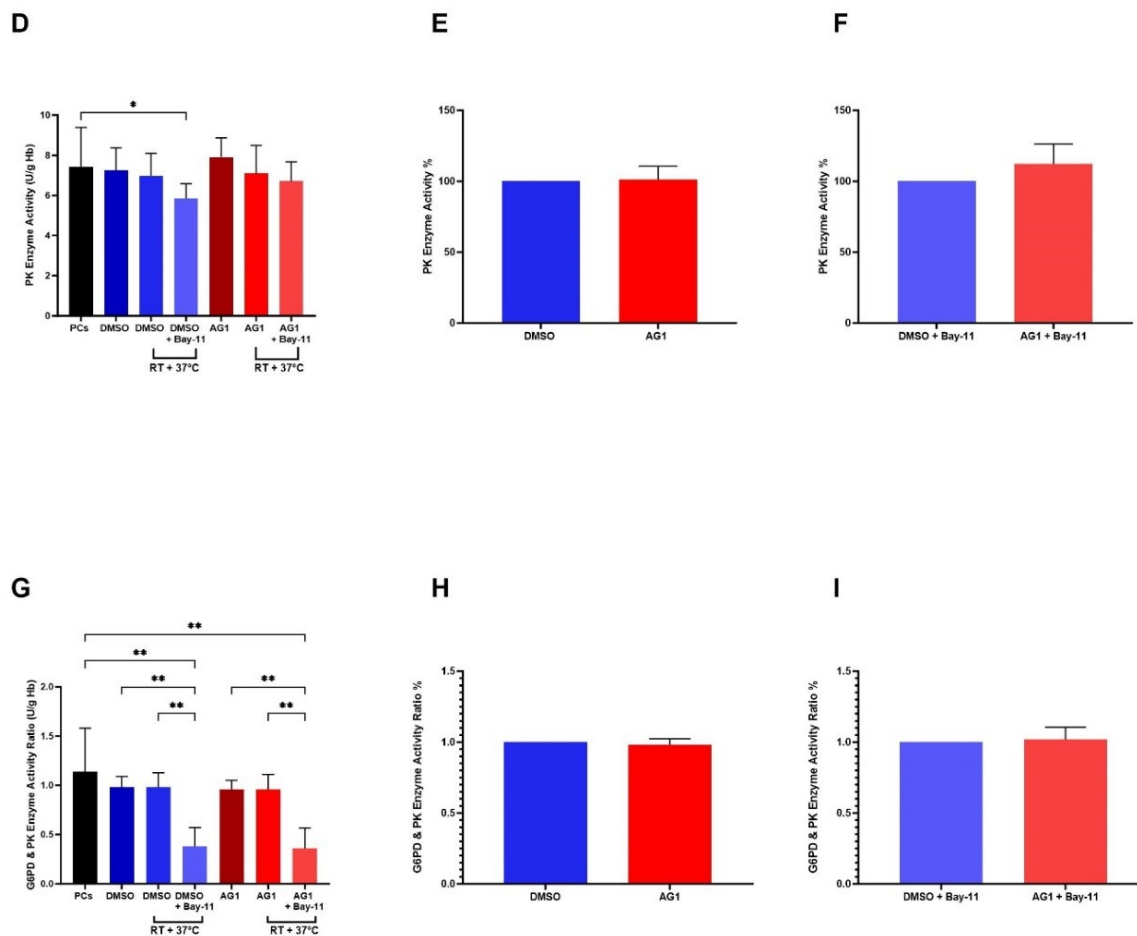 D
E
F
*
PK Enzyme Activity (U/g Hb)
10
8
6
4
2
0
PCs DMSO DMSO DMSO AG1 AG1 AG1
+ Bay-11 + Bay-11
RT + 37°C RT + 37°C
PK Enzyme Activity %
150
100
50
0
DMSO AG1
PK Enzyme Activity %
150
100
50
0
DMSO + Bay-11 AG1 + Bay-11
G
H
I
**
**
** **
** **
G6PD & PK Enzyme Activity Ratio (U/g Hb)
2.0
1.5
1.0
0.5
0.0
PCs DMSO DMSO DMSO AG1 AG1 AG1
+ Bay-11 + Bay-11
RT + 37°C RT + 37°C
G6PD & PK Enzyme Activity Ratio %
1.5
1.0
0.5
0.0
DMSO AG1
G6PD & PK Enzyme Activity Ratio %
1.5
1.0
0.5
0.0
DMSO + Bay-11 AG1 + Bay-11